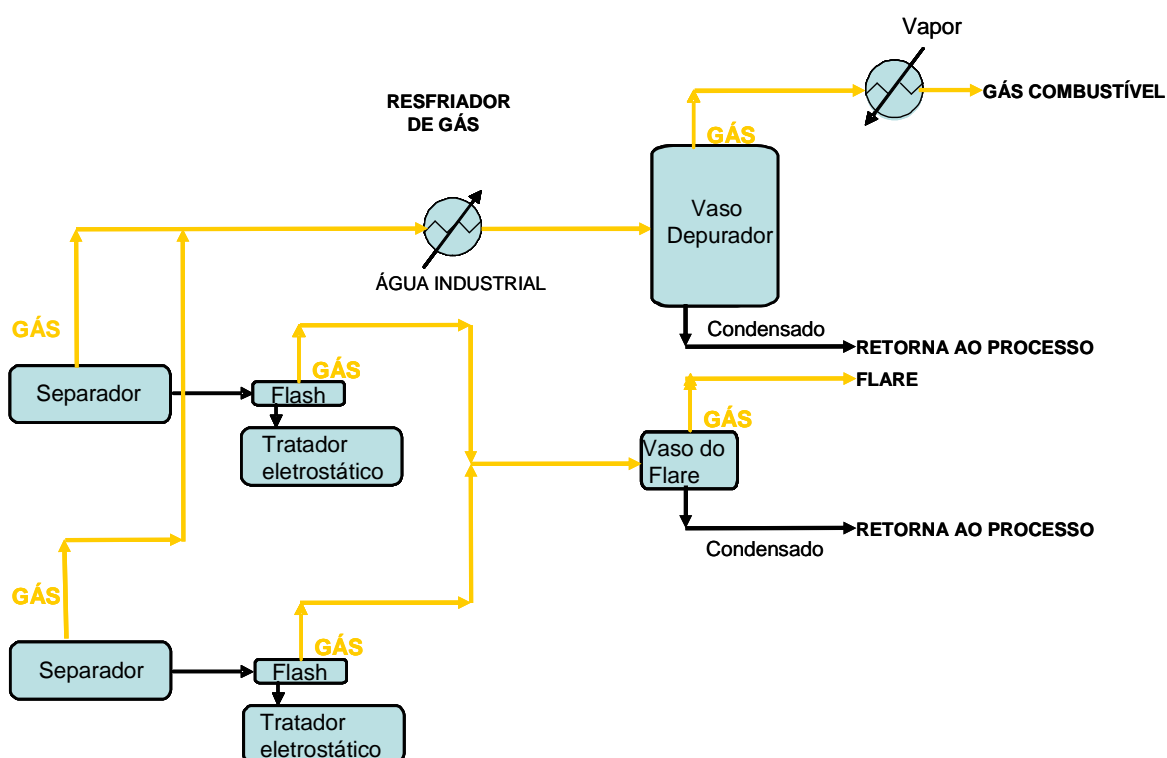 Vapor
GÁS COMBUSTÍVEL
RESFRIADOR
DE GÁS
GÁS
Vaso
Depurador
ÁGUA INDUSTRIAL
GÁS
Condensado
RETORNA AO PROCESSO
GÁS
FLARE
Separador
Flash
GÁS
Tratador
eletrostático
Vaso do
Flare
RETORNA AO PROCESSO
Condensado
GÁS
GÁS
Separador
Flash
Tratador
eletrostático